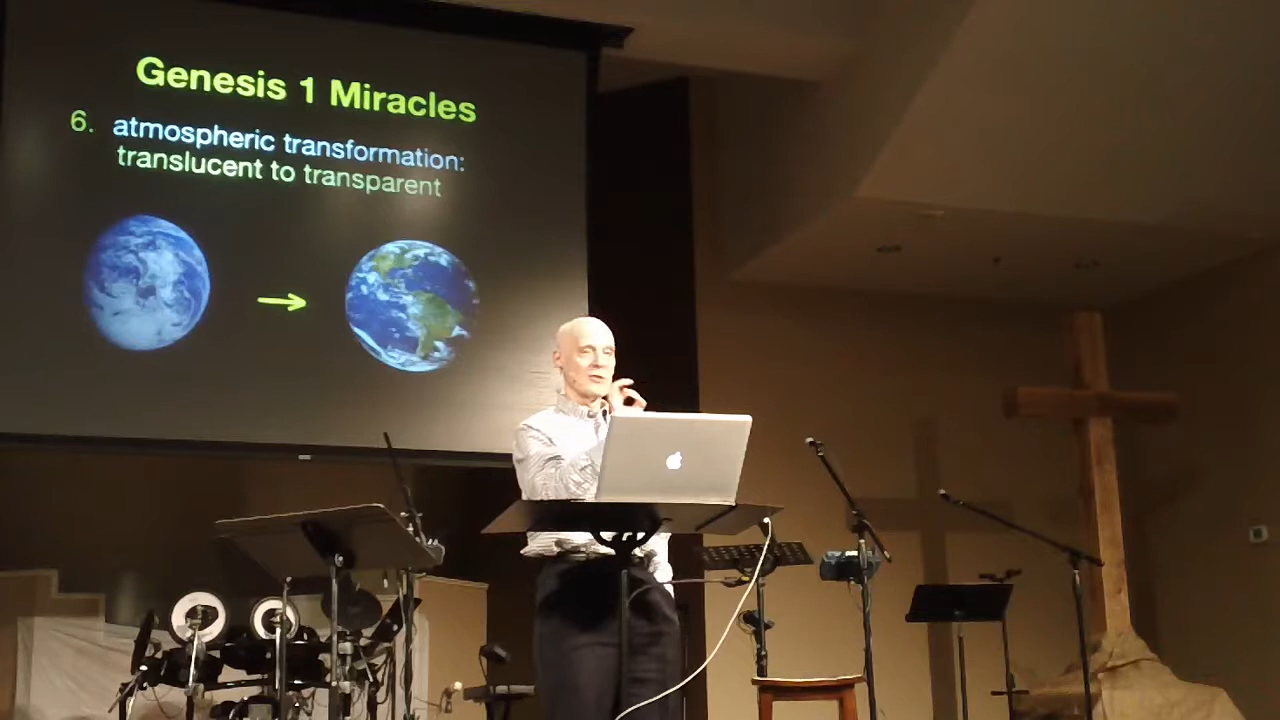 Genesis 1 Miracles
6. atmospheric transformation:
translucent to transparent